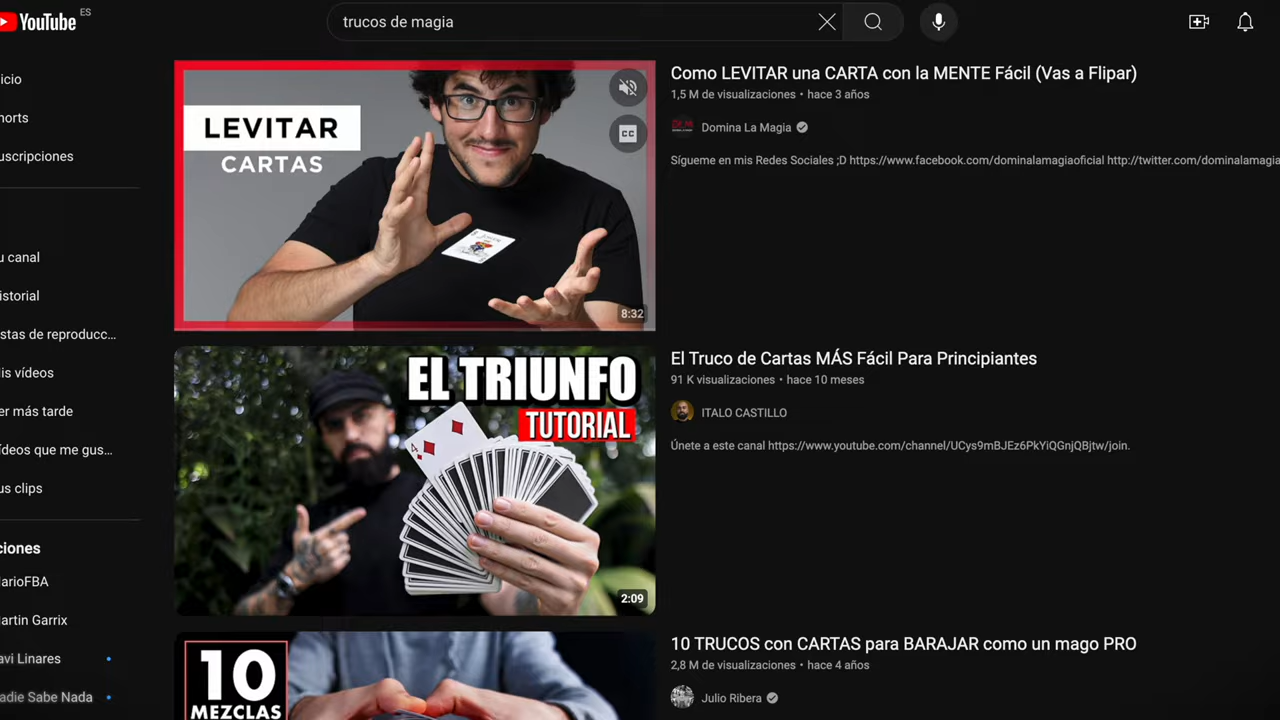 YouTube ES
trucos de magia
icio
horts
uscripciones
u canal
istorial
stas de reproducc...
is vídeos
er más tarde
ídeos que me gus...
us clips
ciones
arioFBA
artin Garrix
avi Linares
adie Sabe Nada
LEVITAR
CARTAS
CC
8:32
Como LEVITAR una CARTA con la MENTE Fácil (Vas a Flipar)
1,5 M de visualizaciones • hace 3 años
Domina La Magia
Sígueme en mis Redes Sociales ;D https://www.facebook.com/dominalamagiaoficial http://twitter.com/dominalamagia
EL TRIUNFO
TUTORIAL
4
2:09
El Truco de Cartas MÁS Fácil Para Principiantes
91 K visualizaciones • hace 10 meses
ITALO CASTILLO
Únete a este canal https://www.youtube.com/channel/UCys9mBJEz6PkYiQGnjQBjtw/join.
10
MEZCLAS
10 TRUCOS con CARTAS para BARAJAR como un mago PRO
2,8 M de visualizaciones • hace 4 años
Julio Ribera